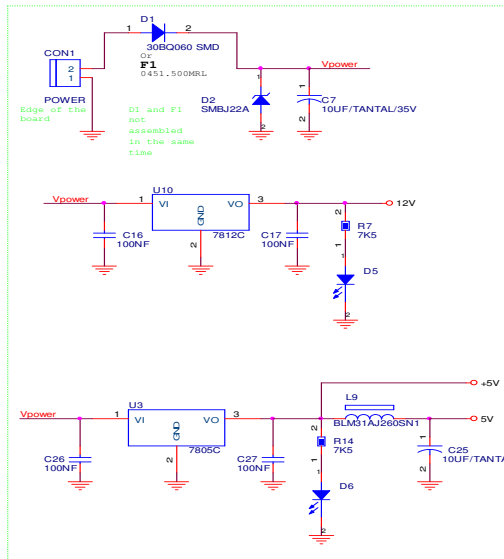 D1
1
2
30BQ060 SMD
Or
F1
0451.500MRL
CON1
2
1
POWER
Vpower
Edge of the
board
D1 and F1
not
assembled
in the same
time
D2
SMBJ22A
1
2
C7
10UF/TANTAL/35V
1
2
U10
Vpower
1
VI
VO
3
GND
7812C
2
12V
C16
100NF
C17
100NF
2
R7
7K5
1
1
D5
2
U3
Vpower
1
VI
VO
3
GND
7805C
2
+5V
L9
BLM31AJ260SN1
5V
C26
100NF
C27
100NF
2
R14
7K5
1
1
D6
2
1
C25
10UF/TANTA
2